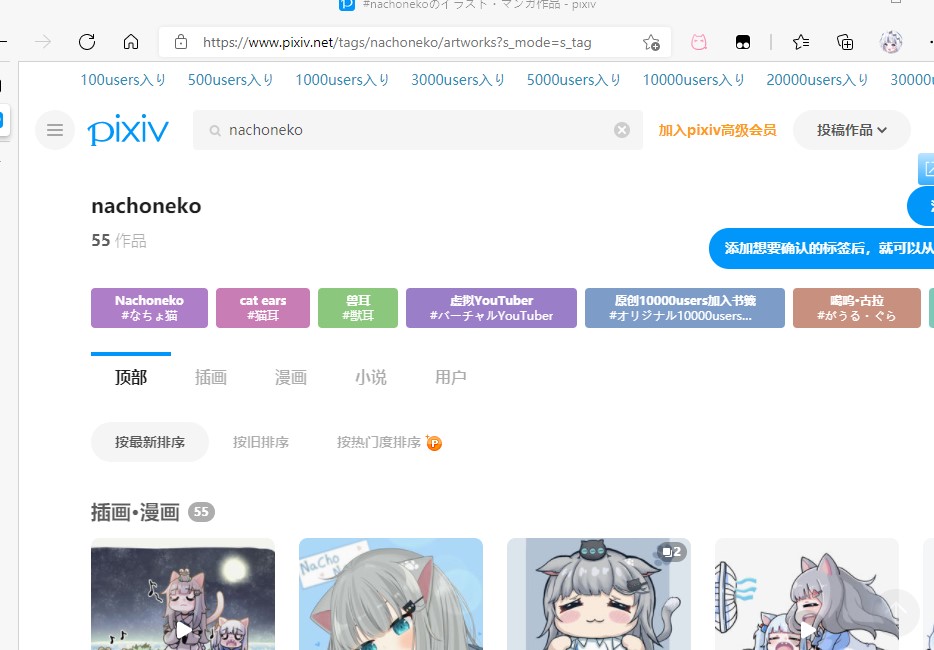 #nachonekoのイラスト・マンガ作品 - pixiv
https://www.pixiv.net/tags/nachoneko/artworks?s_mode=s_tag
100users入り 500users入り 1000users入り 3000users入り 5000users入り 10000users入り 20000users入り 30000u
pixiv nachoneko 加入pixiv高级会员 投稿作品
nachoneko
55 作品
添加想要确认的标签后，就可以从
Nachoneko cat ears 兽耳 虚拟YouTuber 原创10000users加入书籤 噶呜·古拉
#なちょ猫 #猫耳 #獣耳 #バーチャルYouTuber #オリジナル10000users... #がうる・ぐら
顶部 插画 漫画 小说 用户
按最新排序 按旧排序 按热门度排序 P
插画•漫画 55
NaCho
2